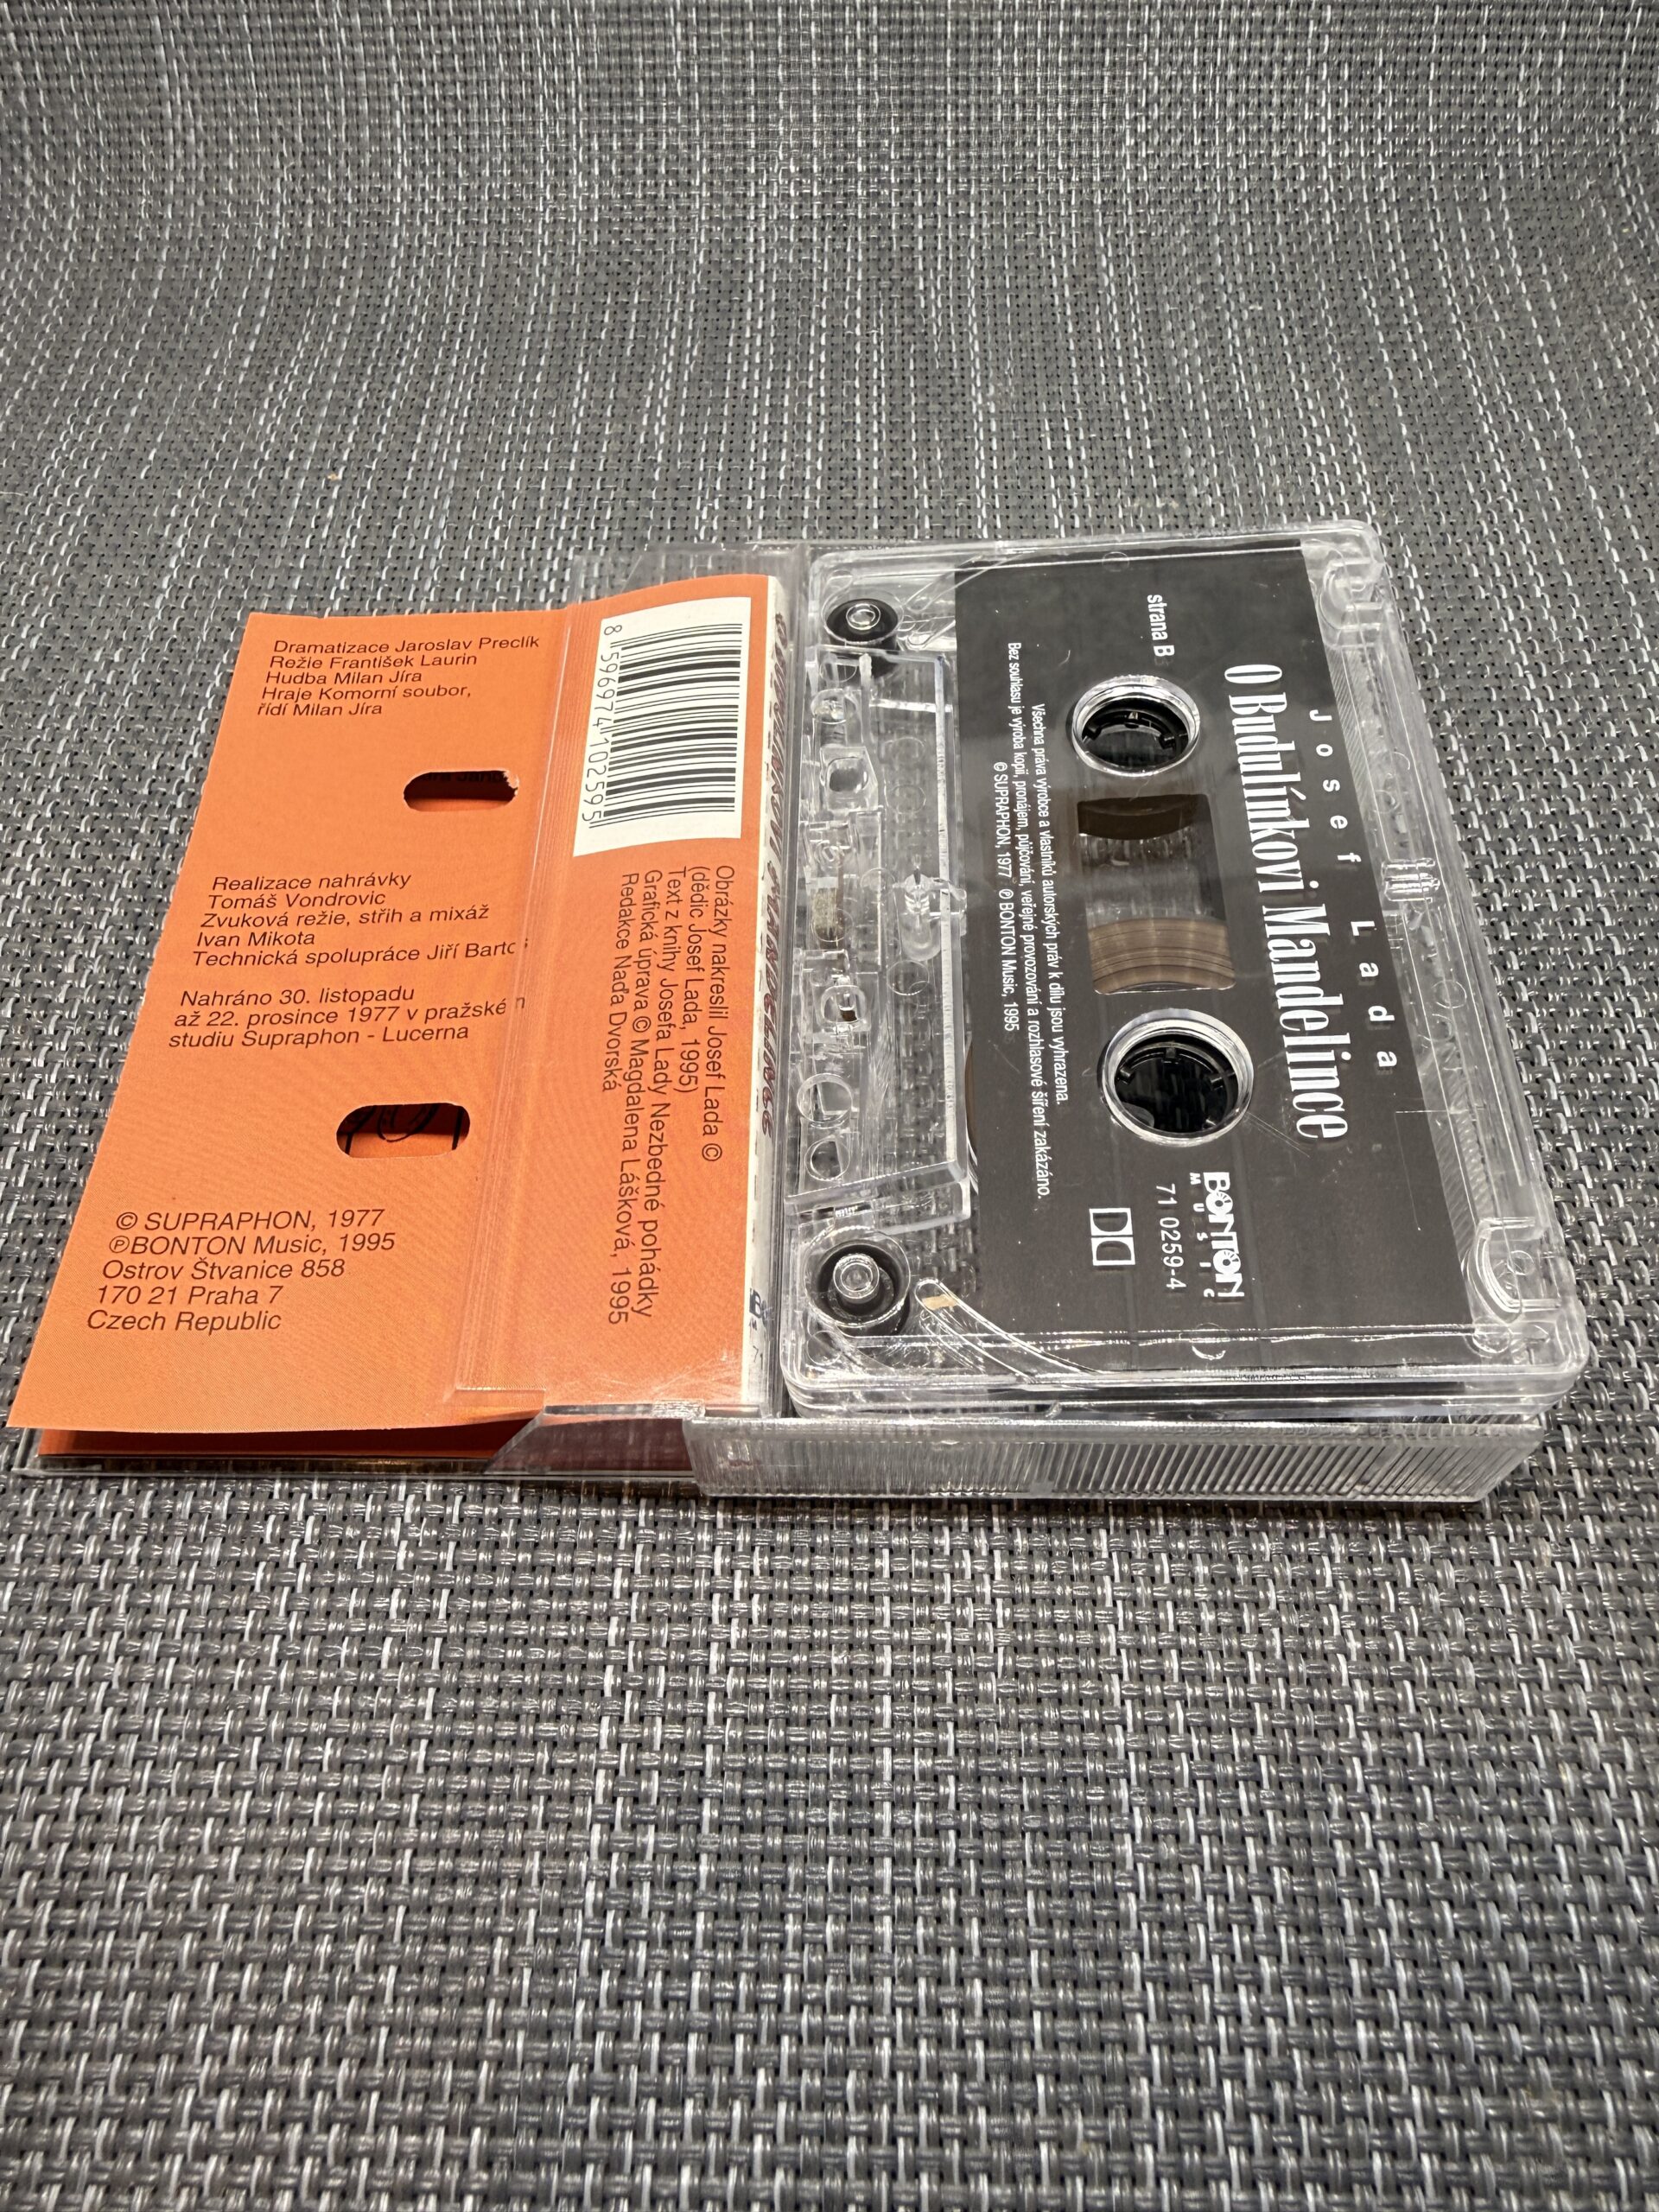 Dramatizace Jaroslav Preclík
Režie František Laurin
Hudba Milan Jíra
Hraje Komorní soubor,
řídí Milan Jíra
Realizace nahrávky
Tomáš Vondrovic
Zvuková režie, střih a mixáž
Ivan Mikota
Technická spolupráce Jiří
Nahráno 30. listopadu
až 22. prosince 1977 v
studiu Supraphon - Lucerna
© SUPRAPHON, 1977
℗BONTON Music, 1995
Ostrov Štvanice 858
170 21 Praha 7
Czech Republic
8 596974 102595
Obrázky nakreslil Josef Lada ©
(dědic Josef Lada, 1995)
Text z knihy Josefa Lady Nezbedné pohádky
Grafická úprava © Magdalena Lášková, 1995
Redakce Naďa Dvorská
Josef Lada
O Budulínkovi Mandelince
strana B
BONTON
MUSIC
71 0259-4
Všechna práva výrobce a vlastníků autorských práv k dílu jsou vyhrazena.
Bez souhlasu je výroba kopií, pronájem, půjčování, veřejné provozování a rozhlasové šíření zakázáno.
© SUPRAPHON, 1977 ℗ BONTON Music, 1995